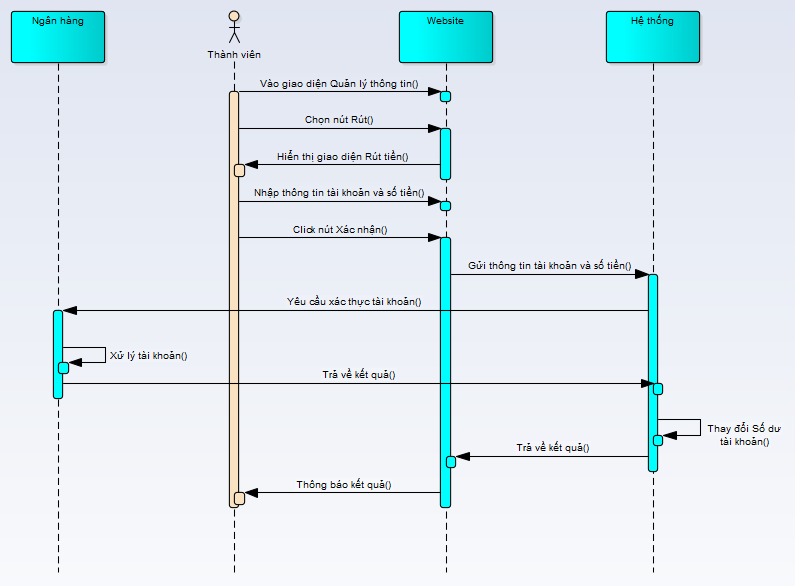 Ngân hàng
Thành viên
Website
Hệ thống
Vào giao diện Quản lý thông tin()
Chọn nút Rút()
Hiển thị giao diện Rút tiền()
Nhập thông tin tài khoản và số tiền()
Click nút Xác nhận()
Gửi thông tin tài khoản và số tiền()
Yêu cầu xác thực tài khoản()
Xử lý tài khoản()
Trả về kết quả()
Thay đổi Số dư
tài khoản()
Trả về kết quả()
Thông báo kết quả()